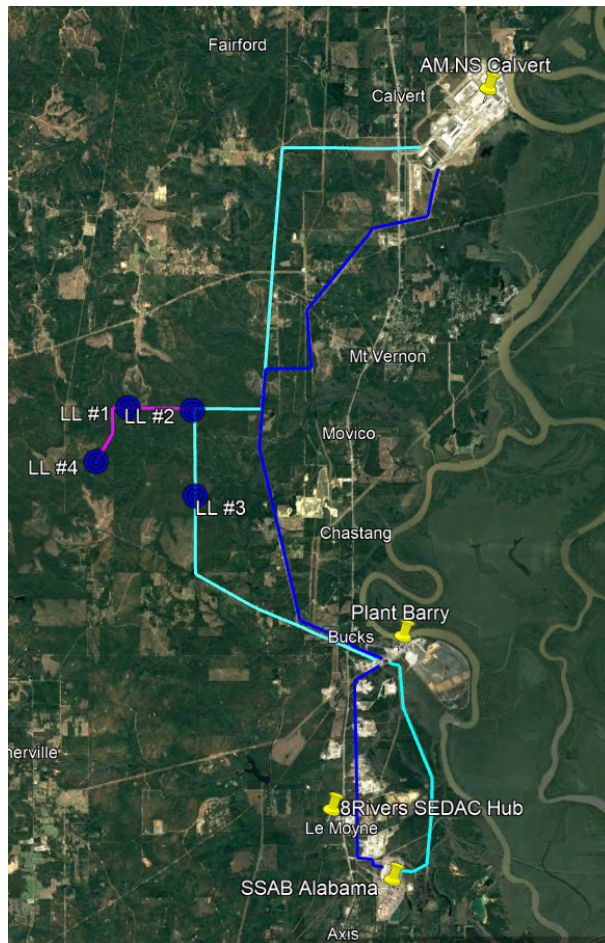 Fairford
AM.NS Calvert
Calvert
Mt Vernon
LL #1
LL #2
Movico
LL #4
LL #3
Chastang
Plant Barry
Bucks
nerville
8Rivers SEDAC Hub
Le Moyne
SSAB Alabama
Axis